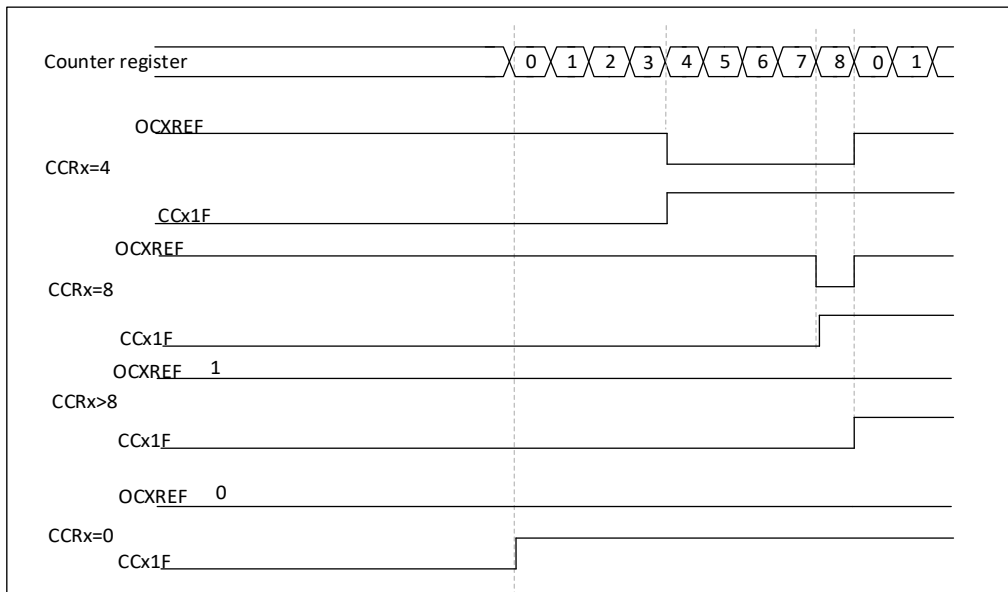 Counter register 0 1 2 3 4 5 6 7 8 0 1
OCXREF
CCRx=4
CCx1F
OCXREF
CCRx=8
CCx1F
OCXREF 1
CCRx>8
CCx1F
OCXREF 0
CCRx=0
CCx1F